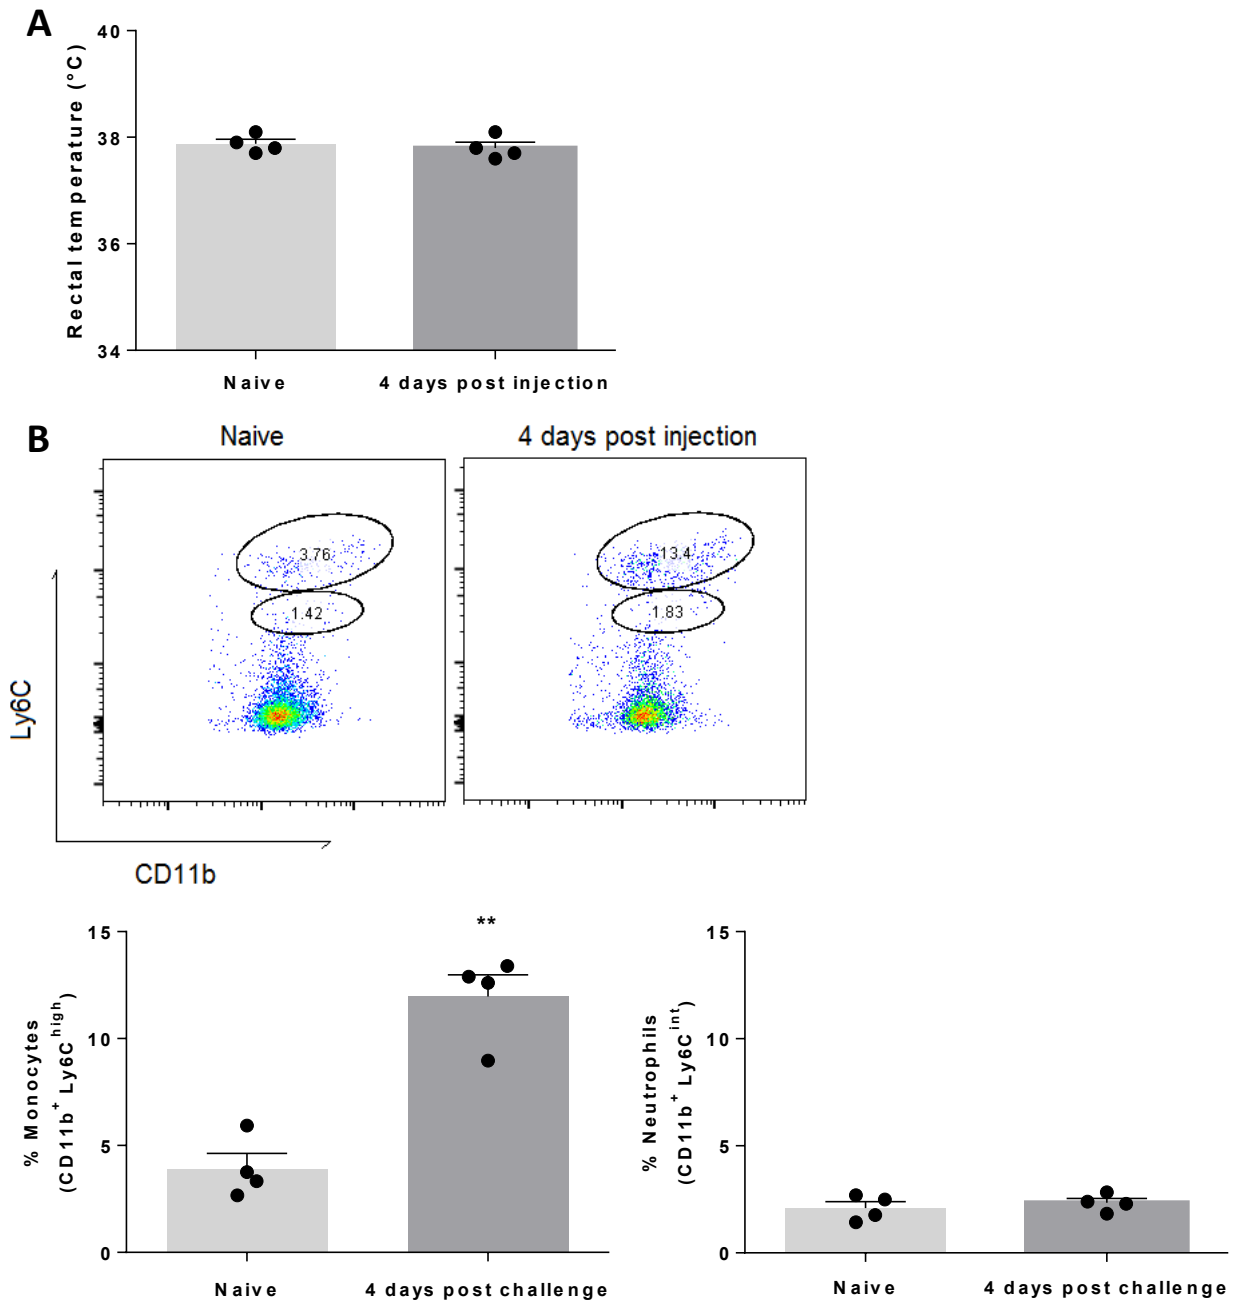 A
Rectal temperature (°C)
40
38
36
34
Naive
4 days post injection
B
Naive
4 days post injection
3.76
1.42
13.4
1.83
Ly6C
CD11b
% Monocytes
(CD11b+ Ly6Chigh)
15
10
5
0
**
Naive
4 days post challenge
% Neutrophils
(CD11b+ Ly6Cint)
15
10
5
0
Naive
4 days post challenge